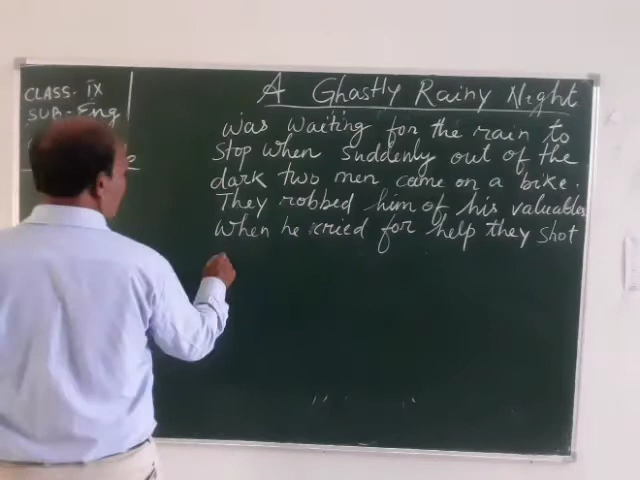 CLASS- IX
SUB- Eng
A Ghastly Rainy Night
was waiting for the rain to
stop when suddenly out of the
dark two men came on a bike.
They robbed him of his valuables
when he cried for help they shot